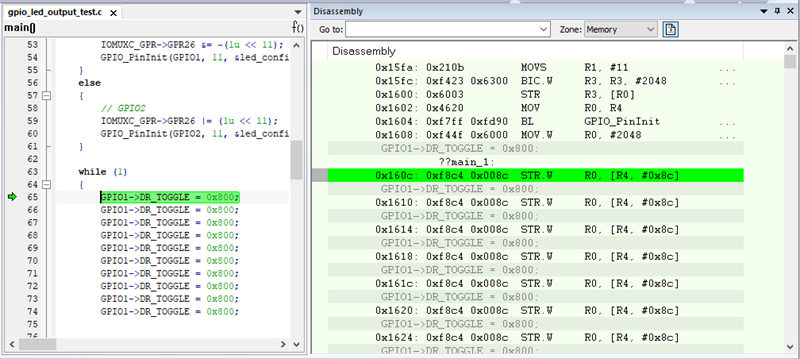 gpio_led_output_test.c
main()
f()
53 IOMUXC_GPR->GPR26 &= ~(1u << 11);
54 GPIO_PinInit(GPIO1, 11, &led_confi
55 }
56 else
57 {
58 // GPIO2
59 IOMUXC_GPR->GPR26 |= (1u << 11);
60 GPIO_PinInit(GPIO2, 11, &led_confi
61 }
62
63 while (1)
64 {
65 GPIO1->DR_TOGGLE = 0x800;
66 GPIO1->DR_TOGGLE = 0x800;
67 GPIO1->DR_TOGGLE = 0x800;
68 GPIO1->DR_TOGGLE = 0x800;
69 GPIO1->DR_TOGGLE = 0x800;
70 GPIO1->DR_TOGGLE = 0x800;
71 GPIO1->DR_TOGGLE = 0x800;
72 GPIO1->DR_TOGGLE = 0x800;
73 GPIO1->DR_TOGGLE = 0x800;
74 GPIO1->DR_TOGGLE = 0x800;
75
Disassembly
Go to: Zone: Memory
Disassembly
0x15fa: 0x210b MOVS R1, #11 ...
0x15fc: 0xf423 0x6300 BIC.W R3, R3, #2048 ...
0x1600: 0x6003 STR R3, [R0]
0x1602: 0x4620 MOV R0, R4
0x1604: 0xf7ff 0xfd90 BL GPIO_PinInit ...
0x1608: 0xf44f 0x6000 MOV.W R0, #2048 ...
GPIO1->DR_TOGGLE = 0x800;
??main_1:
0x160c: 0xf8c4 0x008c STR.W R0, [R4, #0x8c]
GPIO1->DR_TOGGLE = 0x800;
0x1610: 0xf8c4 0x008c STR.W R0, [R4, #0x8c] ...
GPIO1->DR_TOGGLE = 0x800;
0x1614: 0xf8c4 0x008c STR.W R0, [R4, #0x8c] ...
GPIO1->DR_TOGGLE = 0x800;
0x1618: 0xf8c4 0x008c STR.W R0, [R4, #0x8c] ...
GPIO1->DR_TOGGLE = 0x800;
0x161c: 0xf8c4 0x008c STR.W R0, [R4, #0x8c] ...
GPIO1->DR_TOGGLE = 0x800;
0x1620: 0xf8c4 0x008c STR.W R0, [R4, #0x8c] ...
GPIO1->DR_TOGGLE = 0x800;
0x1624: 0xf8c4 0x008c STR.W R0, [R4, #0x8c] ...
GPIO1->DR_TOGGLE = 0x800;